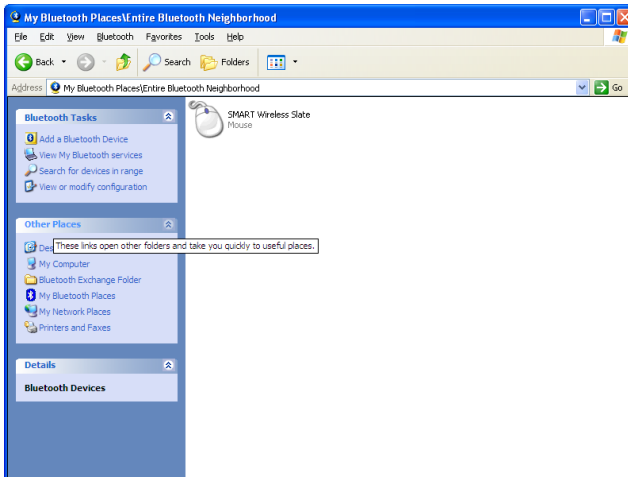 My Bluetooth Places\Entire Bluetooth Neighborhood
File Edit View Bluetooth Favorites Tools Help
Back Search Folders
Address My Bluetooth Places\Entire Bluetooth Neighborhood Go
Bluetooth Tasks
Add a Bluetooth Device
View My Bluetooth services
Search for devices in range
View or modify configuration
SMART Wireless Slate
Mouse
Other Places
These links open other folders and take you quickly to useful places.
My Computer
Bluetooth Exchange Folder
My Bluetooth Places
My Network Places
Printers and Faxes
Details
Bluetooth Devices